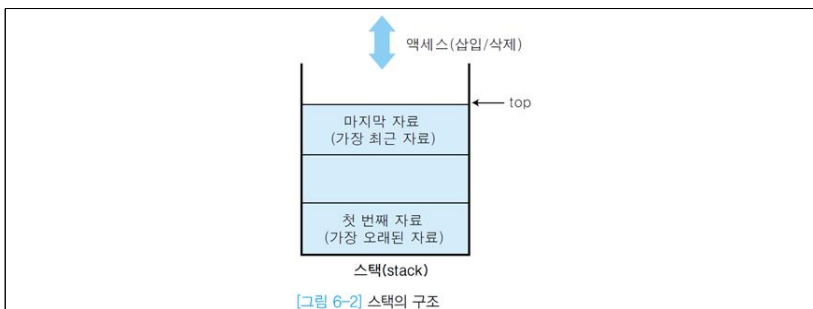 액세스(삽입/삭제)
top
마지막 자료
(가장 최근 자료)
첫 번째 자료
(가장 오래된 자료)
스택(stack)
[그림 6-2] 스택의 구조